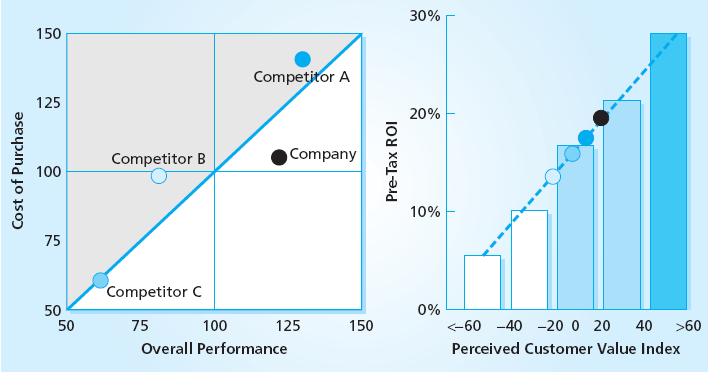 150
125
100
75
50
Cost of Purchase
Competitor A
Competitor B
Company
Competitor C
50 75 100 125 150
Overall Performance
30%
20%
10%
0%
Pre-Tax ROI
<–60 –40 –20 0 20 40 >60
Perceived Customer Value Index